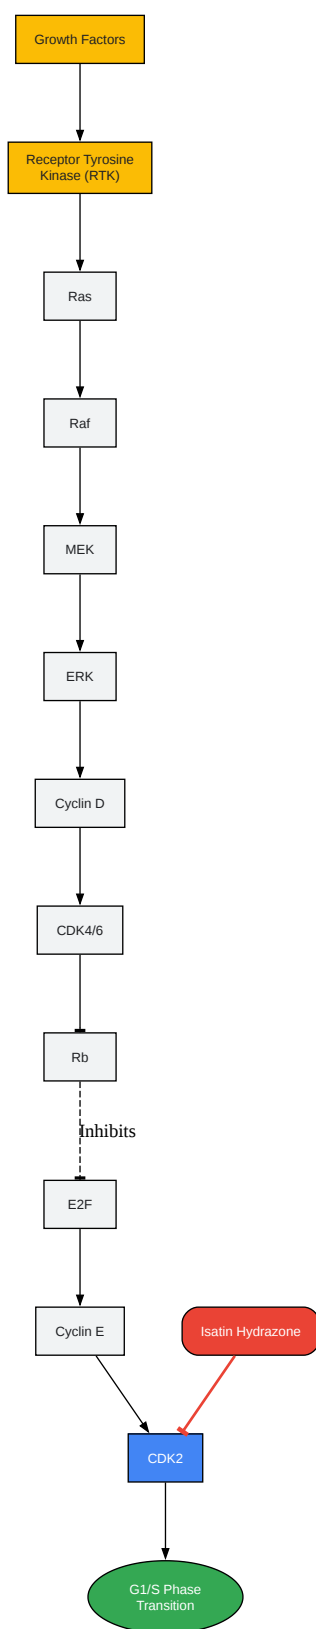 Growth Factors
Receptor Tyrosine
Kinase (RTK)
Ras
Raf
MEK
ERK
Cyclin D
CDK4/6
Rb
Inhibits
E2F
Cyclin E
Isatin Hydrazone
CDK2
G1/S Phase
Transition